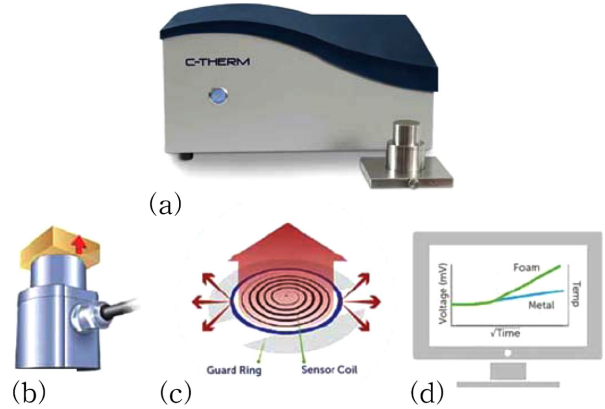 C-THERM
(a)
Foam
Metal
Voltage (mV)
Temp
√Time
Guard Ring
Sensor Coil
(b)
(c)
(d)